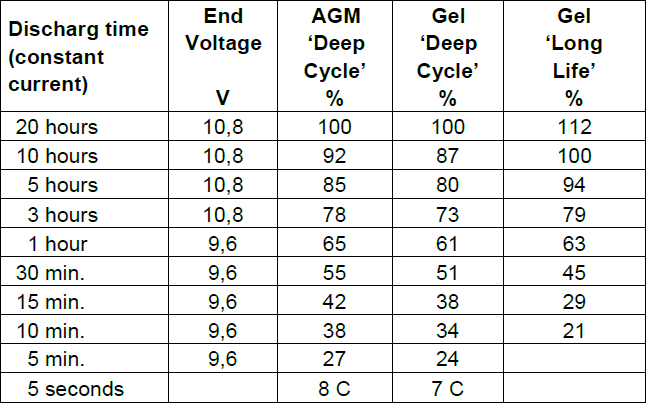 Discharg time (constant current) End Voltage V AGM ‘Deep Cycle’ % Gel ‘Deep Cycle’ % Gel ‘Long Life’ %
20 hours 10,8 100 100 112
10 hours 10,8 92 87 100
5 hours 10,8 85 80 94
3 hours 10,8 78 73 79
1 hour 9,6 65 61 63
30 min. 9,6 55 51 45
15 min. 9,6 42 38 29
10 min. 9,6 38 34 21
5 min. 9,6 27 24
5 seconds 8 C 7 C